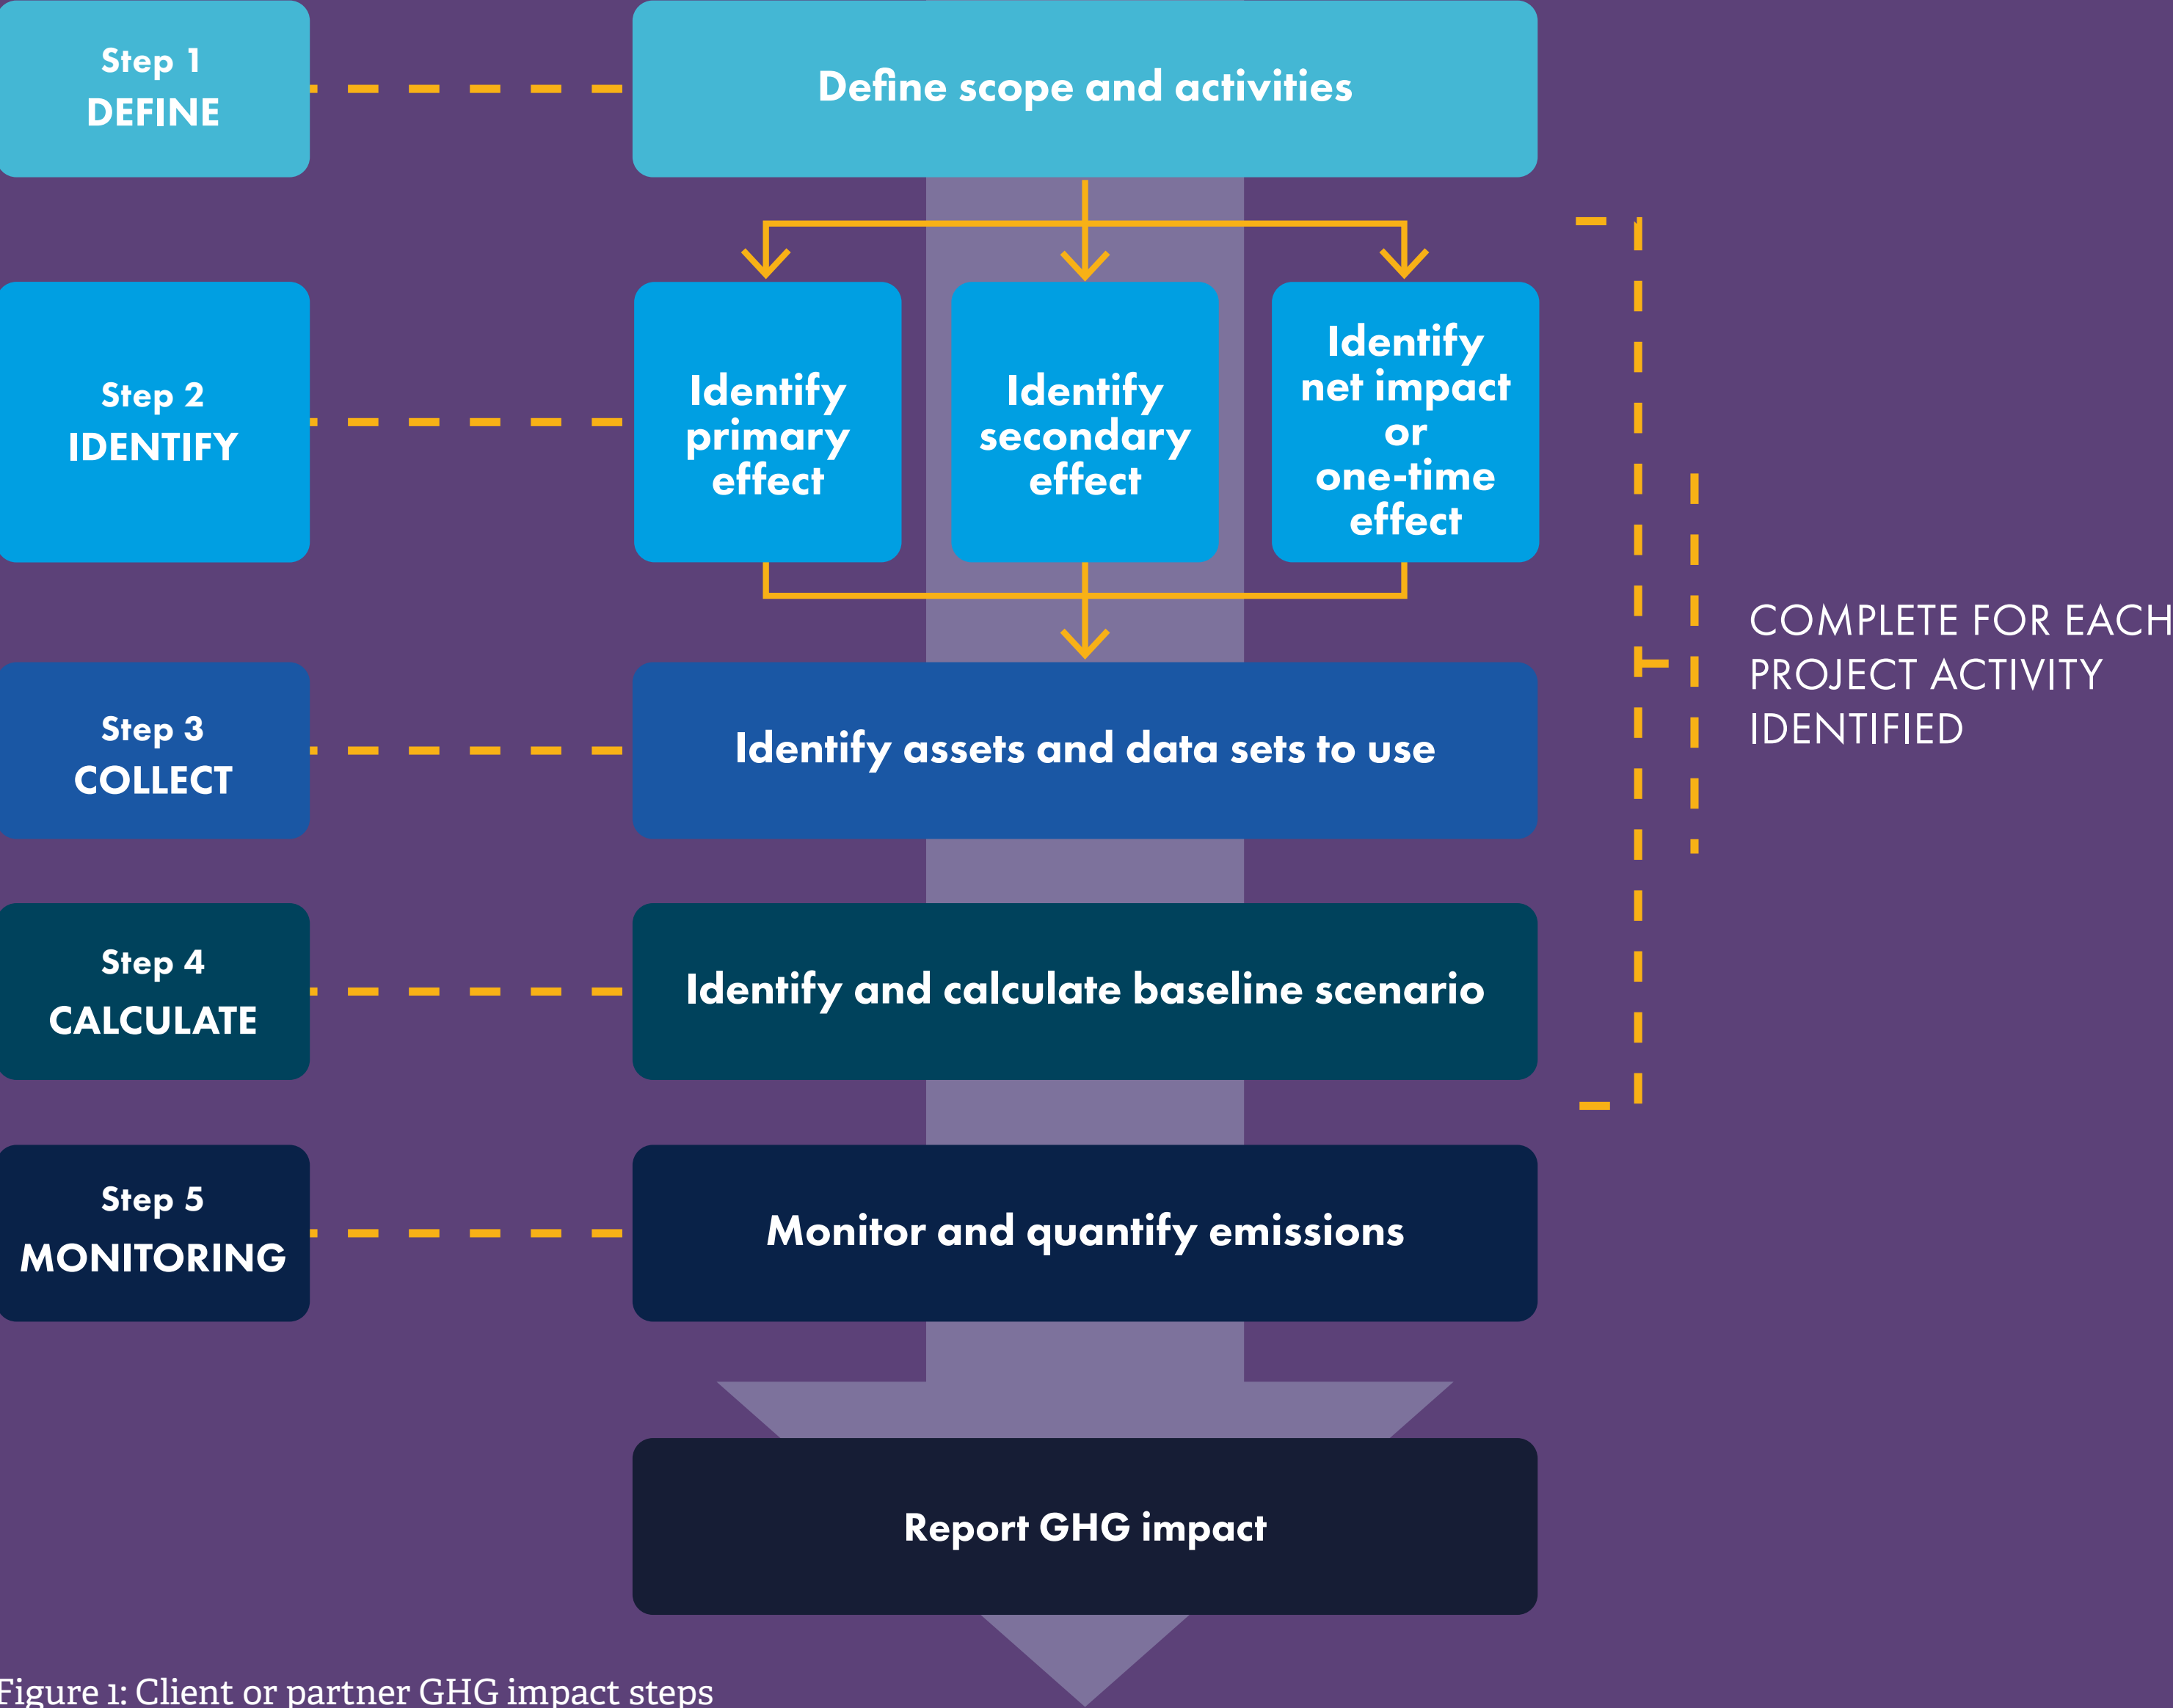 Step 1
DEFINE
Define scope and activities
Step 2
IDENTIFY
Identify
primary
effect
Identify
secondary
effect
Identify
net impact
or
one-time
effect
COMPLETE FOR EACH
PROJECT ACTIVITY
IDENTIFIED
Step 3
COLLECT
Identify assets and data sets to use
Step 4
CALCULATE
Identify and calculate baseline scenario
Step 5
MONITORING
Monitor and quantify emissions
Report GHG impact
Figure 1: Client or partner GHG impact steps